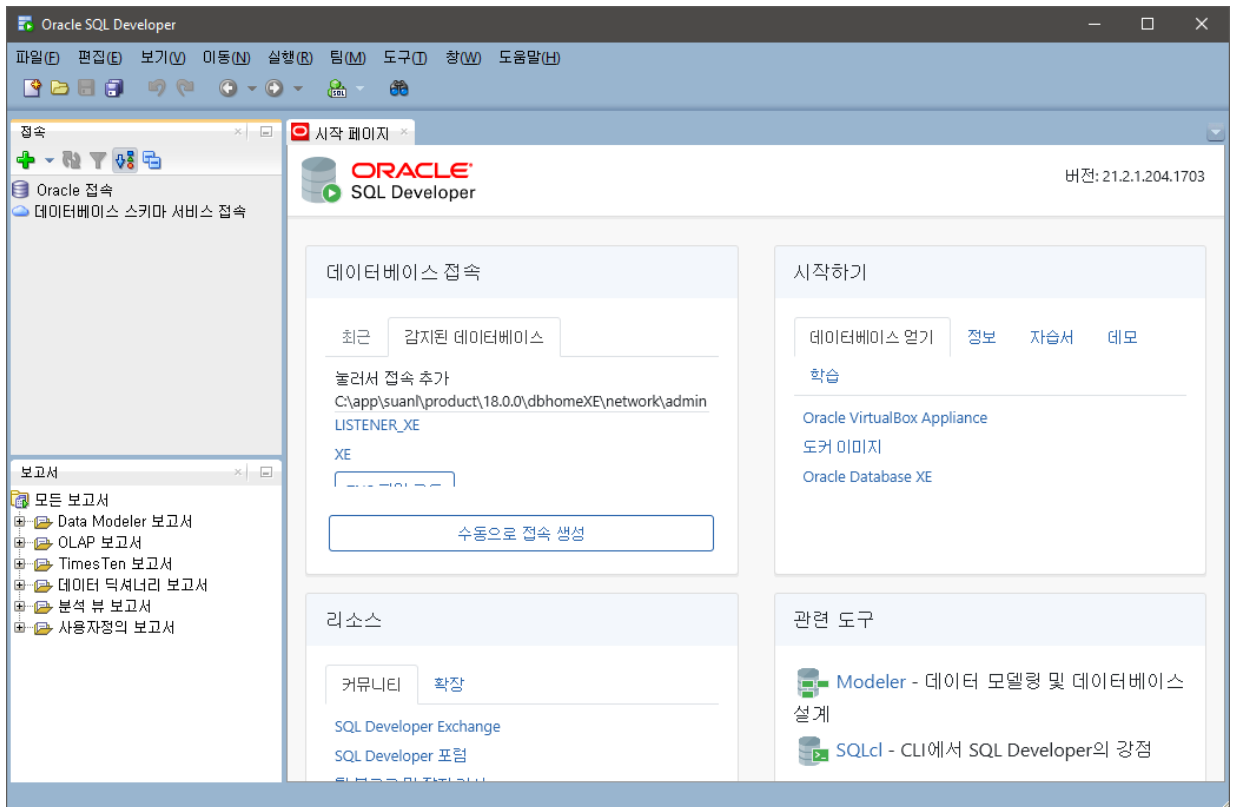 Oracle SQL Developer
파일(F) 편집(E) 보기(V) 이동(N) 실행(R) 팀(M) 도구(T) 창(W) 도움말(H)
접속
Oracle 접속
데이터베이스 스키마 서비스 접속
보고서
모든 보고서
Data Modeler 보고서
OLAP 보고서
TimesTen 보고서
데이터 딕셔너리 보고서
분석 뷰 보고서
사용자정의 보고서
시작 페이지
ORACLE
SQL Developer
버전: 21.2.1.204.1703
데이터베이스 접속
최근 감지된 데이터베이스
눌러서 접속 추가
C:\app\suanl\product\18.0.0\dbhomeXE\network\admin
LISTENER_XE
XE
수동으로 접속 생성
시작하기
데이터베이스 얻기 정보 자습서 데모
학습
Oracle VirtualBox Appliance
도커 이미지
Oracle Database XE
리소스
커뮤니티 확장
SQL Developer Exchange
SQL Developer 포럼
관련 도구
Modeler - 데이터 모델링 및 데이터베이스
설계
SQLcl - CLI에서 SQL Developer의 강점